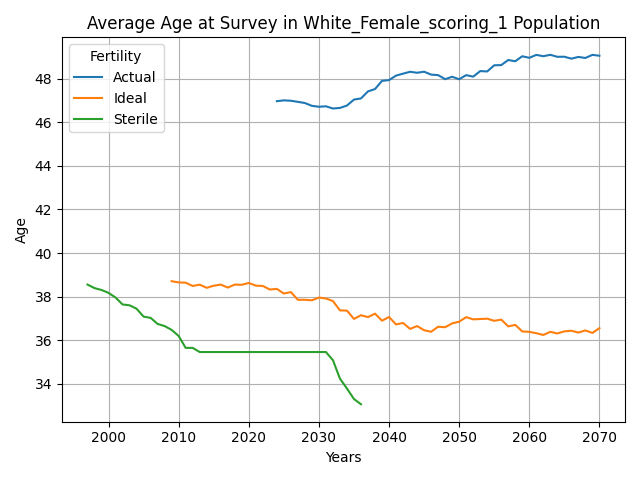 Average Age at Survey in White_Female_scoring_1 Population
Fertility
Actual
Ideal
Sterile
Age
48
46
44
42
40
38
36
34
2000 2010 2020 2030 2040 2050 2060 2070
Years